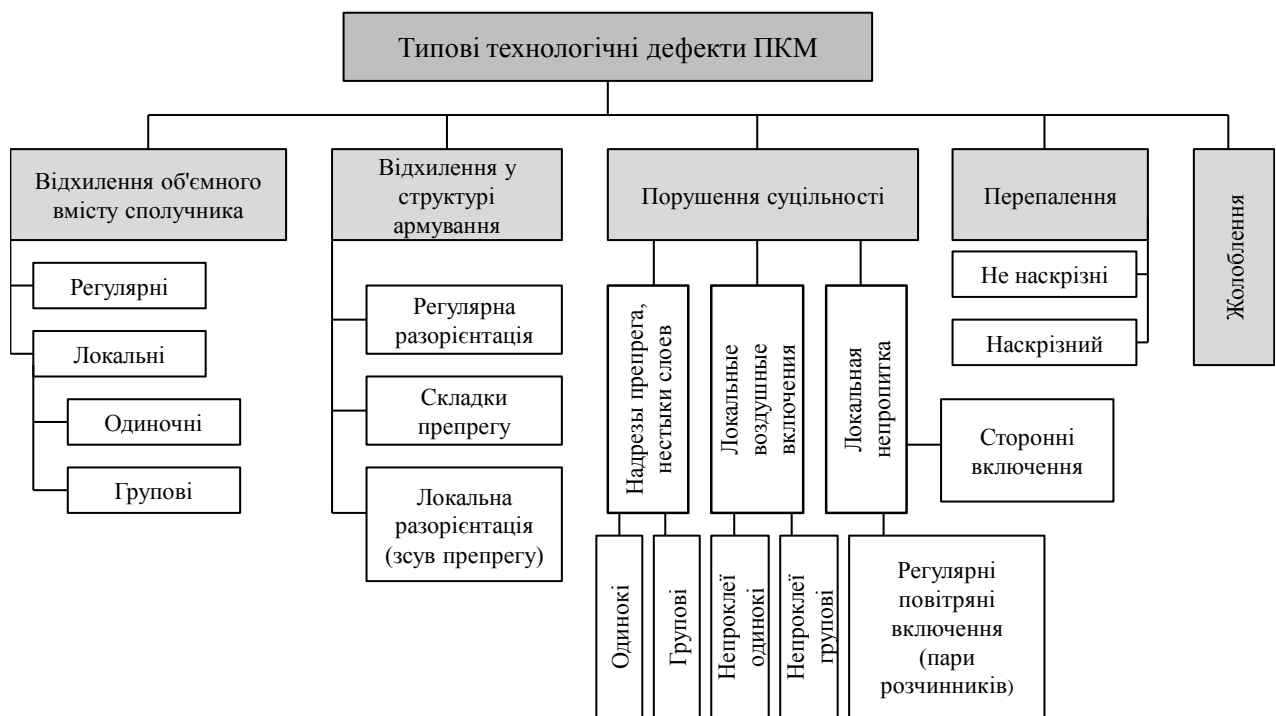 Типові технологічні дефекти ПКМ
Відхилення об'ємного
вмісту сполучника
Регулярні
Локальні
Одиночні
Групові
Відхилення у
структурі
армування
Регулярна
разорієнтація
Складки
препрегу
Локальна
разорієнтація
(зсув препрегу)
Порушення суцільності
Надрезы препрега,
нестыки слоев
Локальные
воздушные
включения
Локальная
непропитка
Сторонні
включення
Одинокі
Групові
Непроклеї
одинокі
Непроклеї
групові
Регулярні
повітряні
включення
(пари
розчинників)
Перепалення
Не наскрізні
Наскрізний
Жолоблення